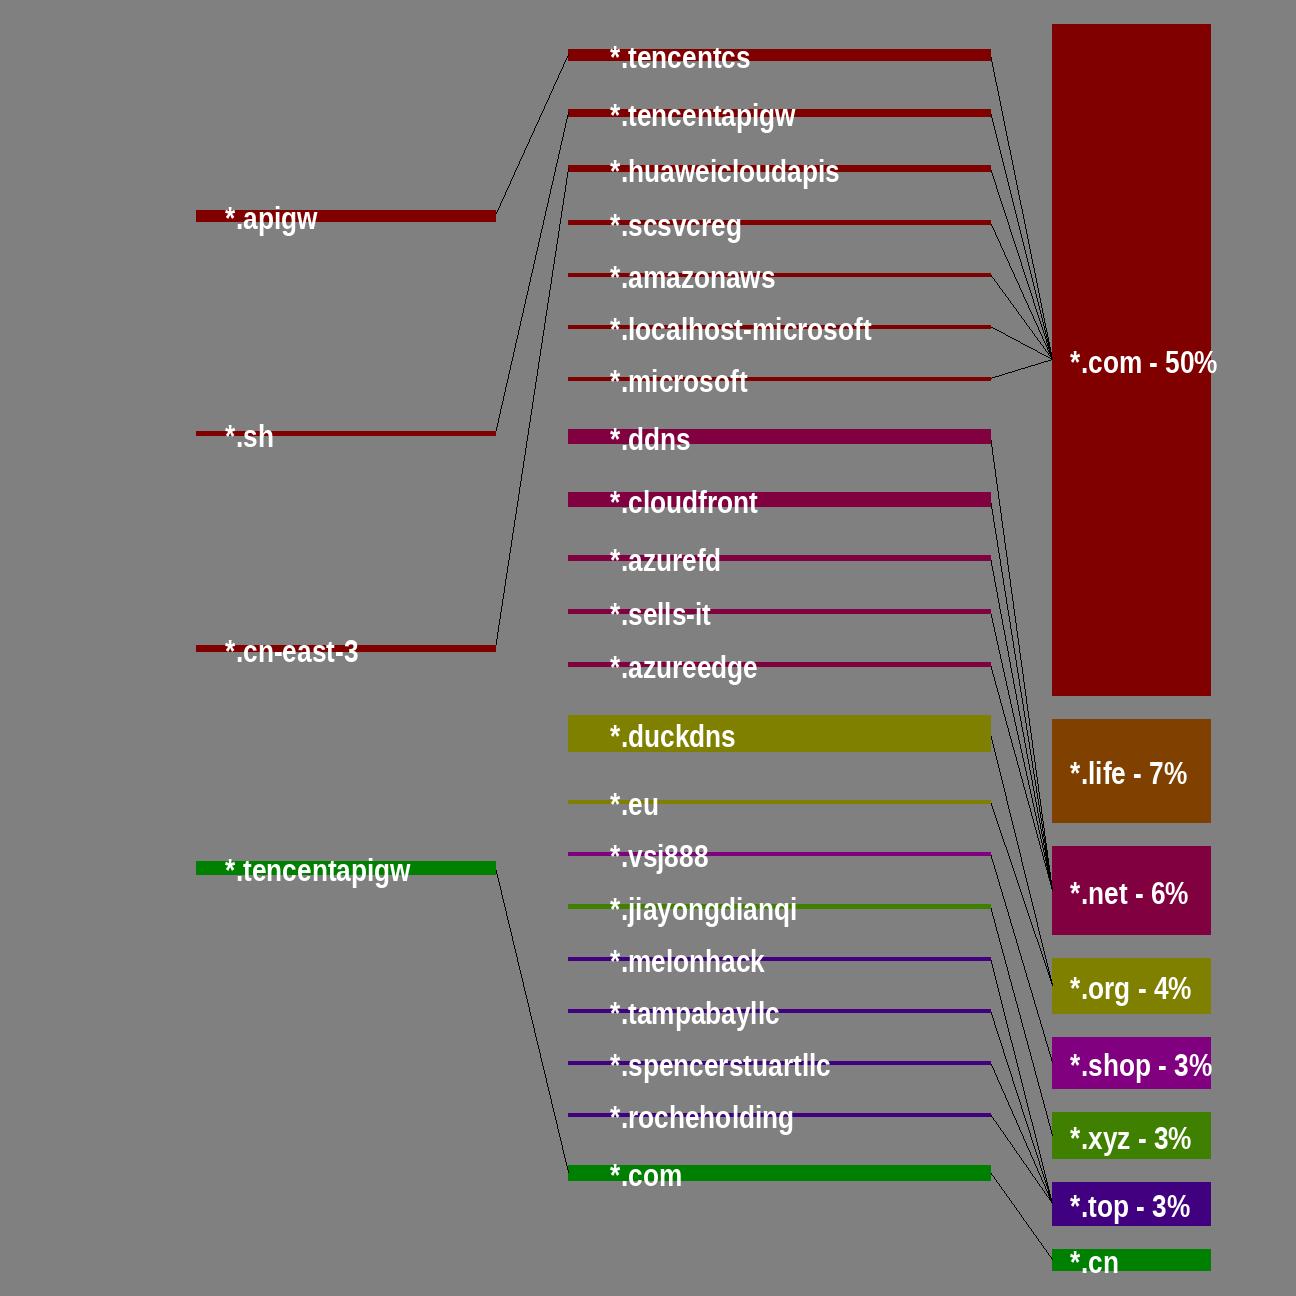 *.apigw
*.sh
*.cn-east-3
*.tencentapigw
*.tencentcs
*.tencentapigw
*.huaweicloudapis
*.scsvcreg
*.amazonaws
*.localhost-microsoft
*.microsoft
*.ddns
*.cloudfront
*.azurefd
*.sells-it
*.azureedge
*.duckdns
*.eu
*.vsj888
*.jiayongdianqi
*.melonhack
*.tampabayllc
*.spencerstuartllc
*.rocheholding
*.com
*.com - 50%
*.life - 7%
*.net - 6%
*.org - 4%
*.shop - 3%
*.xyz - 3%
*.top - 3%
*.cn